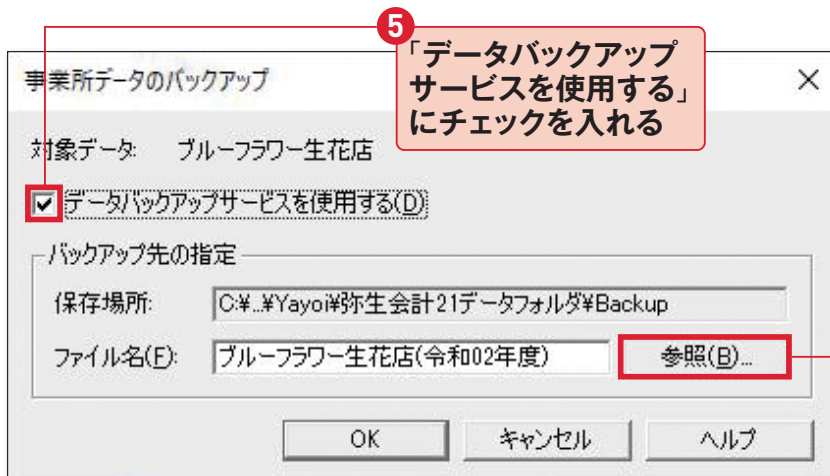 5
「データバックアップ
サービスを使用する」
にチェックを入れる
事業所データのバックアップ
対象データ: ブルーフラワー生花店
データバックアップサービスを使用する(D)
バックアップ先の指定
保存場所: C:¥..¥Yayoi¥弥生会計21データフォルダ¥Backup
ファイル名(F): ブルーフラワー生花店(令和02年度) 参照(B)...
OK キャンセル ヘルプ